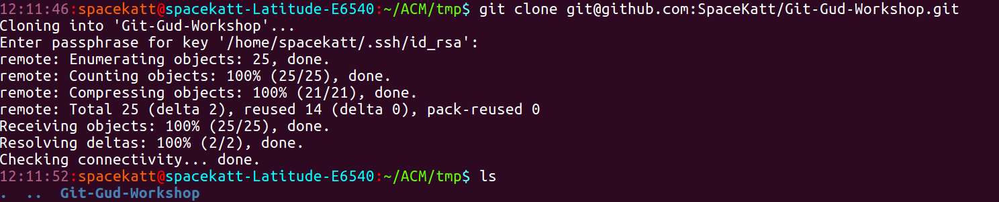 12:11:46:spacekatt@spacekatt-Latitude-E6540:~/ACM/tmp$ git clone git@github.com:SpaceKatt/Git-Gud-Workshop.git
Cloning into 'Git-Gud-Workshop'...
Enter passphrase for key '/home/spacekatt/.ssh/id_rsa':
remote: Enumerating objects: 25, done.
remote: Counting objects: 100% (25/25), done.
remote: Compressing objects: 100% (21/21), done.
remote: Total 25 (delta 2), reused 14 (delta 0), pack-reused 0
Receiving objects: 100% (25/25), done.
Resolving deltas: 100% (2/2), done.
Checking connectivity... done.
12:11:52:spacekatt@spacekatt-Latitude-E6540:~/ACM/tmp$ ls
.  ..  Git-Gud-Workshop